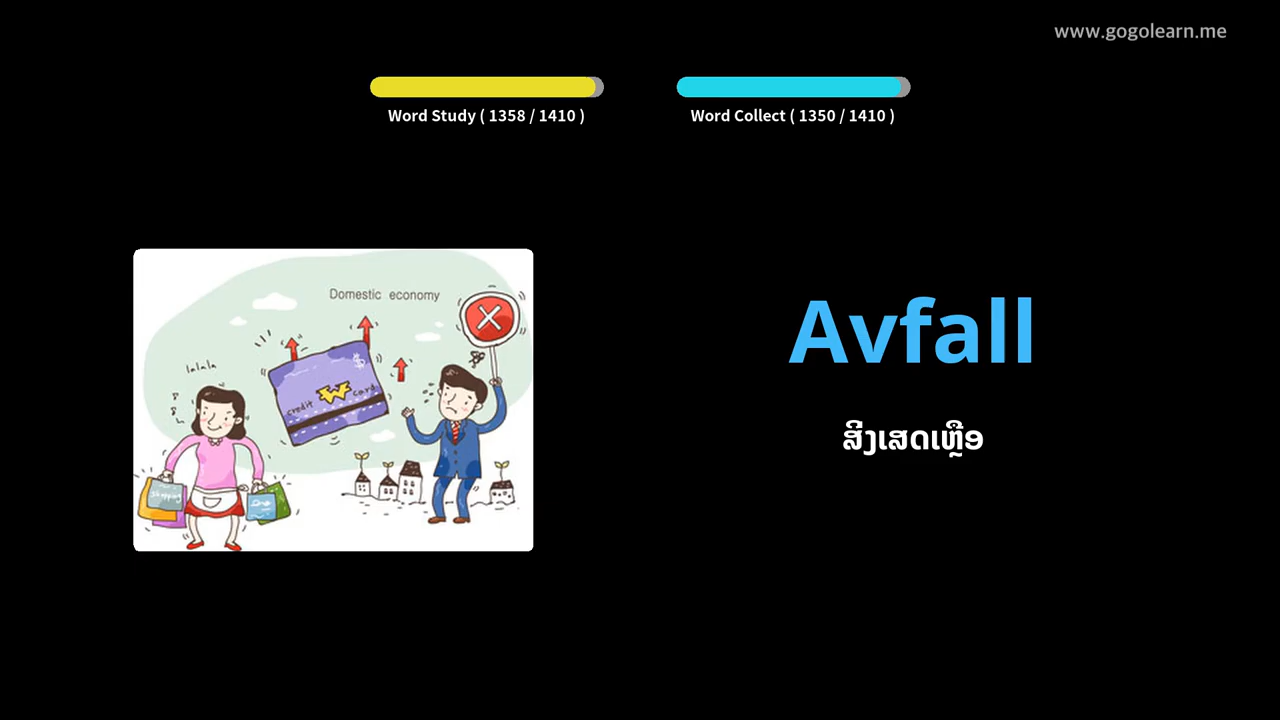 www.gogolearn.me
Word Study ( 1358 / 1410 )
Word Collect ( 1350 / 1410 )
Domestic economy
lalala
$
W
credit card
shopping
Avfall
ສິ່ງເສດເຫຼືອ